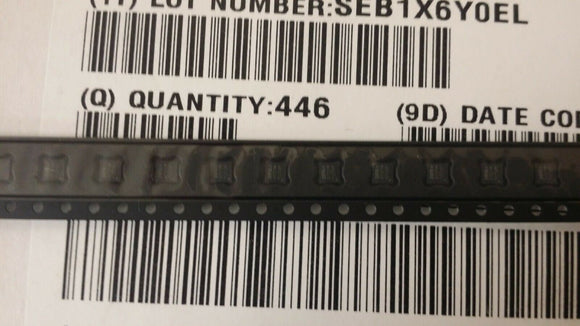 LOT NUMBER:SEB1X6Y0EL
(Q) QUANTITY:446
(9D) DATE